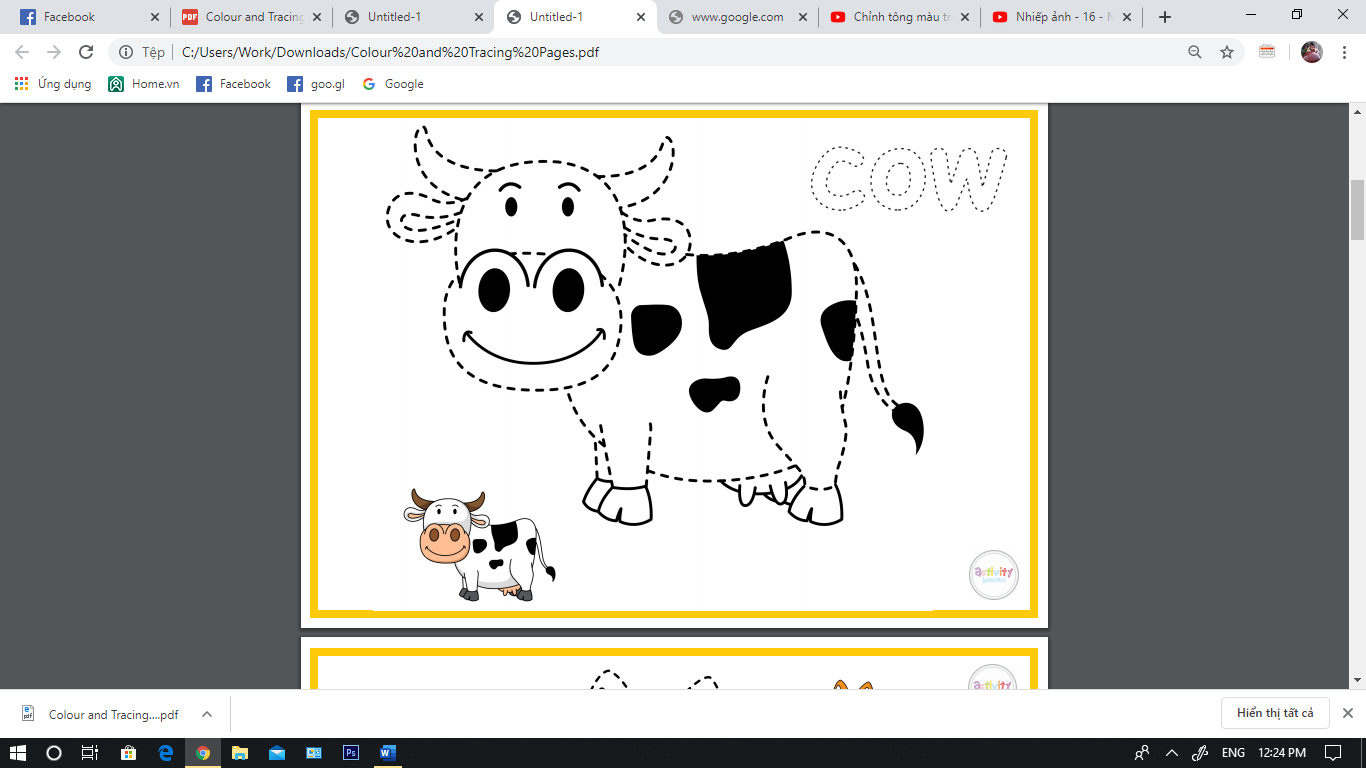 Facebook
Colour and Tracing
Untitled-1
Untitled-1
www.google.com
Chỉnh tông màu tr
Nhiếp ảnh - 16 - N
Tệp C:/Users/Work/Downloads/Colour%20and%20Tracing%20Pages.pdf
Ứng dụng Home.vn Facebook goo.gl Google
COW
activity
activity
Colour and Tracing....pdf
Hiển thị tất cả
ENG 12:24 PM